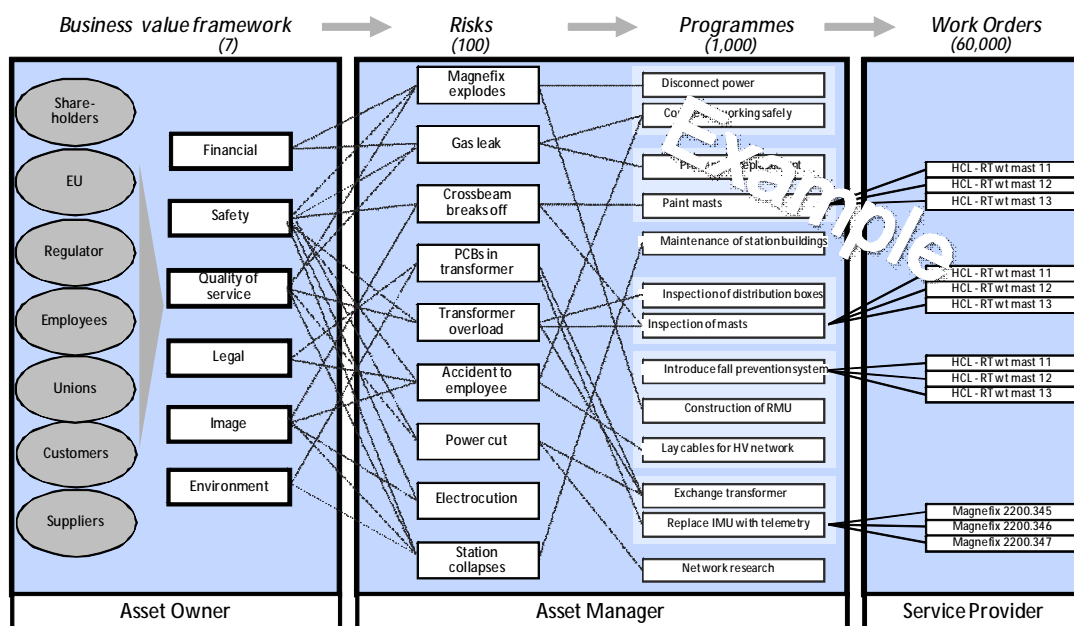 Business value framework
(7)
Risks
(100)
Programmes
(1,000)
Work Orders
(60,000)
Share-
holders
EU
Regulator
Employees
Unions
Customers
Suppliers
Financial
Safety
Quality of
service
Legal
Image
Environment
Magnefix
explodes
Gas leak
Crossbeam
breaks off
PCBs in
transformer
Transformer
overload
Accident to
employee
Power cut
Electrocution
Station
collapses
Disconnect power
working safely
Paint masts
Maintenance of station buildings
Inspection of distribution boxes
Inspection of masts
Introduce fall prevention system
Construction of RMU
Lay cables for HV network
Exchange transformer
Replace IMU with telemetry
Network research
Example
HCL - RT wt mast 11
HCL - RT wt mast 12
HCL - RT wt mast 13
HCL - RT wt mast 11
HCL - RT wt mast 12
HCL - RT wt mast 13
HCL - RT wt mast 11
HCL - RT wt mast 12
HCL - RT wt mast 13
Magnefix 2200.345
Magnefix 2200.346
Magnefix 2200.347
Asset Owner
Asset Manager
Service Provider